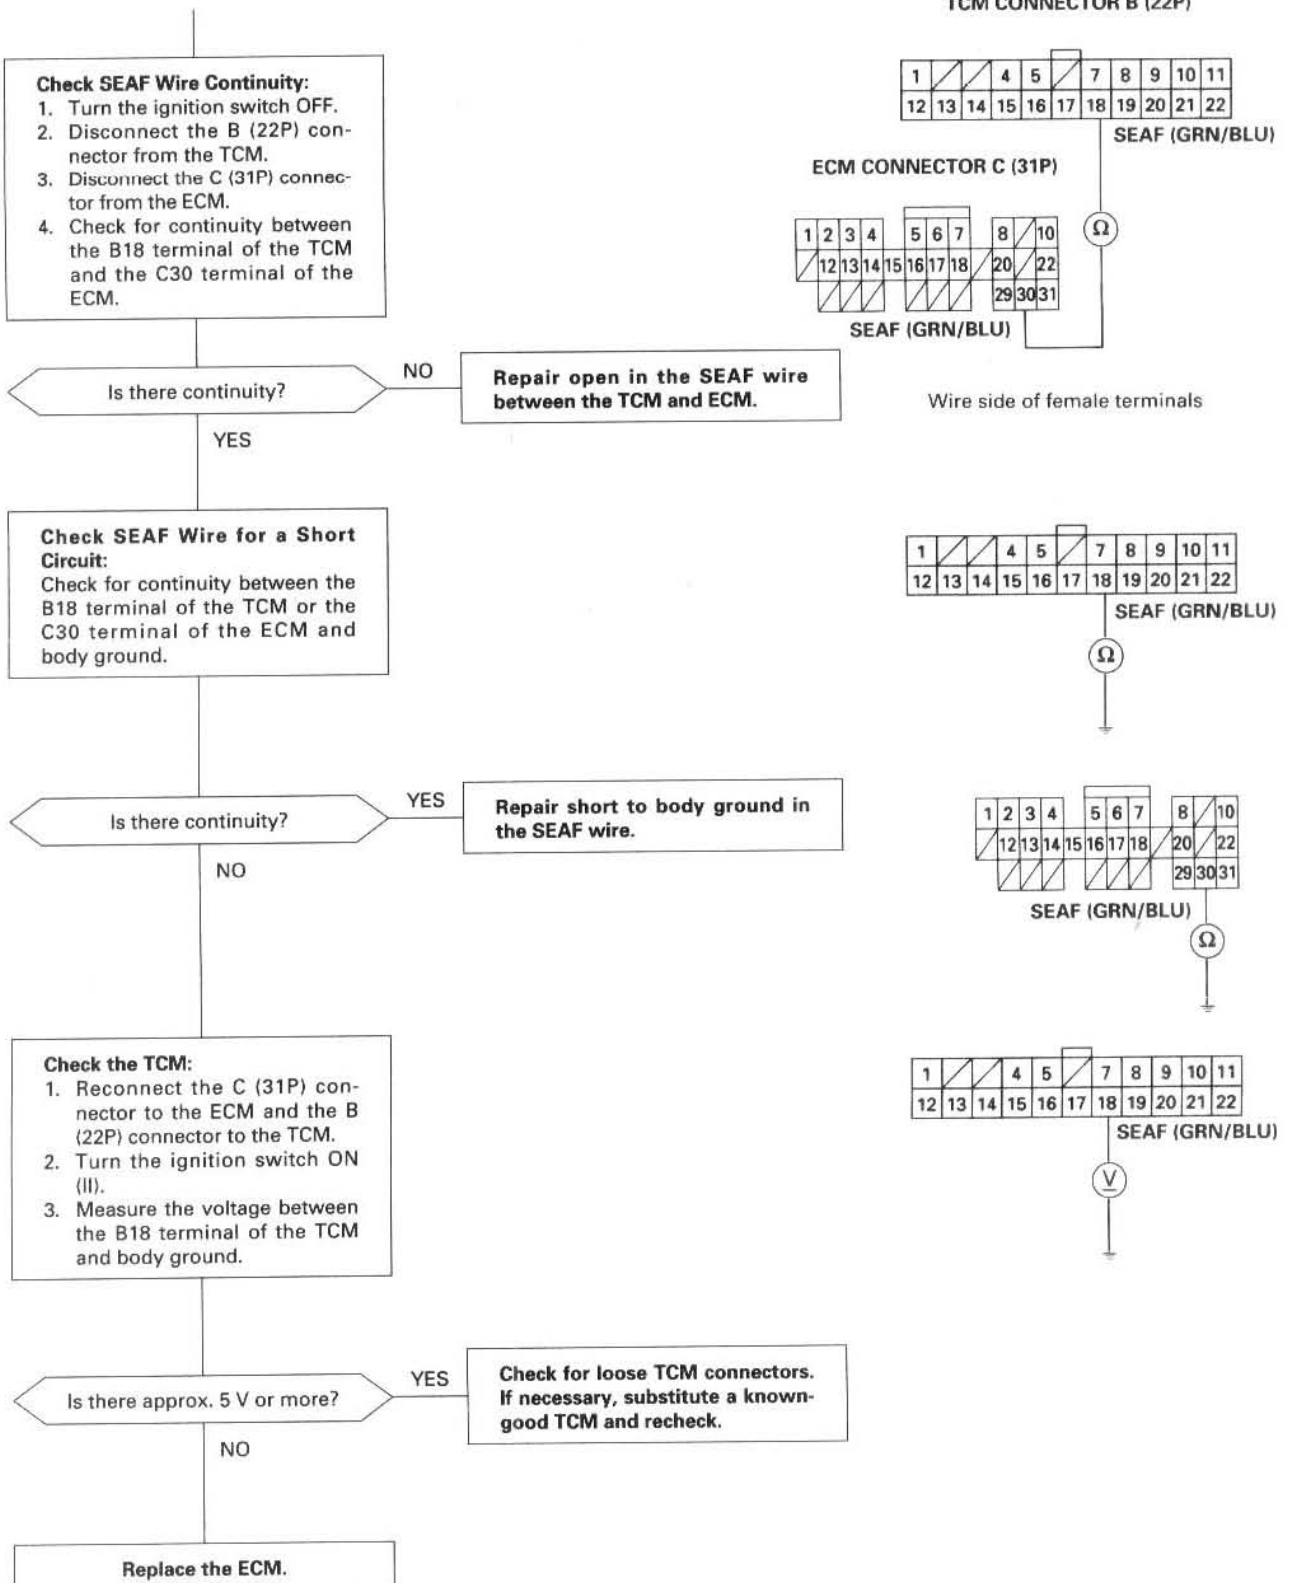 TCM CONNECTOR B (22P)
Check SEAF Wire Continuity:
1. Turn the ignition switch OFF.
2. Disconnect the B (22P) con-
nector from the TCM.
3. Disconnect the C (31P) connec-
tor from the ECM.
4. Check for continuity between
the B18 terminal of the TCM
and the C30 terminal of the
ECM.
1 4 5 7 8 9 10 11
12 13 14 15 16 17 18 19 20 21 22
SEAF (GRN/BLU)
ECM CONNECTOR C (31P)
1 2 3 4 5 6 7 8 10
12 13 14 15 16 17 18 20 22
29 30 31
SEAF (GRN/BLU)
Ω
Wire side of female terminals
Is there continuity?
NO
Repair open in the SEAF wire
between the TCM and ECM.
YES
Check SEAF Wire for a Short
Circuit:
Check for continuity between the
B18 terminal of the TCM or the
C30 terminal of the ECM and
body ground.
1 4 5 7 8 9 10 11
12 13 14 15 16 17 18 19 20 21 22
SEAF (GRN/BLU)
Ω
Is there continuity?
YES
Repair short to body ground in
the SEAF wire.
NO
1 2 3 4 5 6 7 8 10
12 13 14 15 16 17 18 20 22
29 30 31
SEAF (GRN/BLU)
Ω
Check the TCM:
1. Reconnect the C (31P) con-
nector to the ECM and the B
(22P) connector to the TCM.
2. Turn the ignition switch ON
(II).
3. Measure the voltage between
the B18 terminal of the TCM
and body ground.
1 4 5 7 8 9 10 11
12 13 14 15 16 17 18 19 20 21 22
SEAF (GRN/BLU)
V
Is there approx. 5 V or more?
YES
Check for loose TCM connectors.
If necessary, substitute a known-
good TCM and recheck.
NO
Replace the ECM.